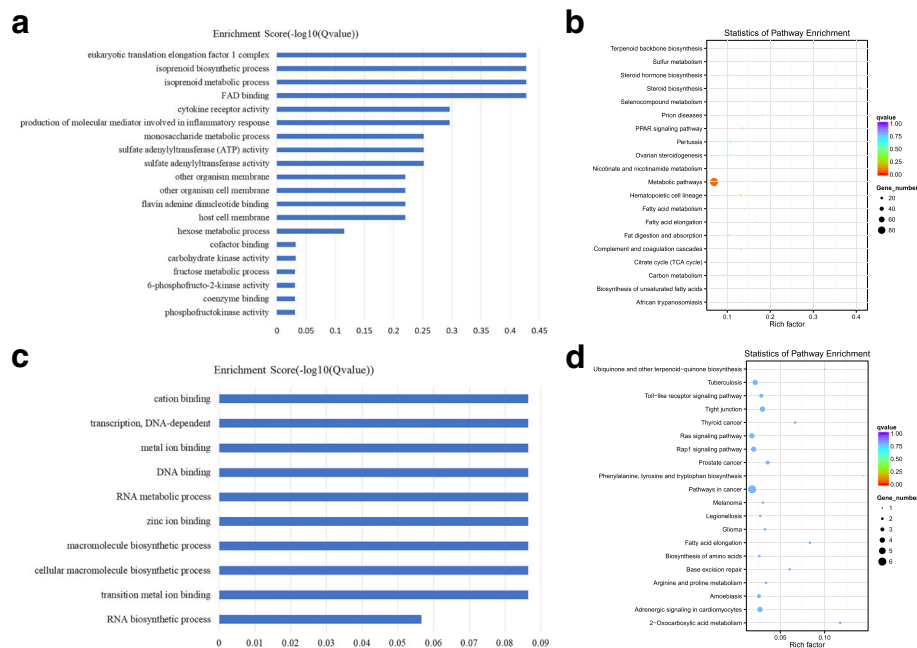 a
Enrichment Score(-log10(Qvalue))
eukaryotic translation elongation factor 1 complex
isoprenoid biosynthetic process
isoprenoid metabolic process
FAD binding
cytokine receptor activity
production of molecular mediator involved in inflammatory response
monosaccharide metabolic process
sulfate adenylyltransferase (ATP) activity
sulfate adenylyltransferase activity
other organism membrane
other organism cell membrane
flavin adenine dinucleotide binding
host cell membrane
hexose metabolic process
cofactor binding
carbohydrate kinase activity
fructose metabolic process
6-phosphofructo-2-kinase activity
coenzyme binding
phosphofructokinase activity
0 0.05 0.1 0.15 0.2 0.25 0.3 0.35 0.4 0.45
b
Statistics of Pathway Enrichment
Terpenoid backbone biosynthesis
Sulfur metabolism
Steroid hormone biosynthesis
Steroid biosynthesis
Selenocompound metabolism
Prion diseases
PPAR signaling pathway
Pertussis
Ovarian steroidogenesis
Nicotinate and nicotinamide metabolism
Metabolic pathways
Hematopoietic cell lineage
Fatty acid metabolism
Fatty acid elongation
Fat digestion and absorption
Complement and coagulation cascades
Citrate cycle (TCA cycle)
Carbon metabolism
Biosynthesis of unsaturated fatty acids
African trypanosomiasis
0.1 0.2 0.3 0.4
Rich factor
qvalue
1.00
0.75
0.50
0.25
0.00
Gene_number
20
40
60
80
c
Enrichment Score(-log10(Qvalue))
cation binding
transcription, DNA-dependent
metal ion binding
DNA binding
RNA metabolic process
zinc ion binding
macromolecule biosynthetic process
cellular macromolecule biosynthetic process
transition metal ion binding
RNA biosynthetic process
0 0.01 0.02 0.03 0.04 0.05 0.06 0.07 0.08 0.09
d
Statistics of Pathway Enrichment
Ubiquinone and other terpenoid-quinone biosynthesis
Tuberculosis
Toll-like receptor signaling pathway
Tight junction
Thyroid cancer
Ras signaling pathway
Rap1 signaling pathway
Prostate cancer
Phenylalanine, tyrosine and tryptophan biosynthesis
Pathways in cancer
Melanoma
Legionellosis
Glioma
Fatty acid elongation
Biosynthesis of amino acids
Base excision repair
Arginine and proline metabolism
Amoebiasis
Adrenergic signaling in cardiomyocytes
2-Oxocarboxylic acid metabolism
0.05 0.10
Rich factor
qvalue
1.00
0.75
0.50
0.25
0.00
Gene_number
1
2
3
4
5
6